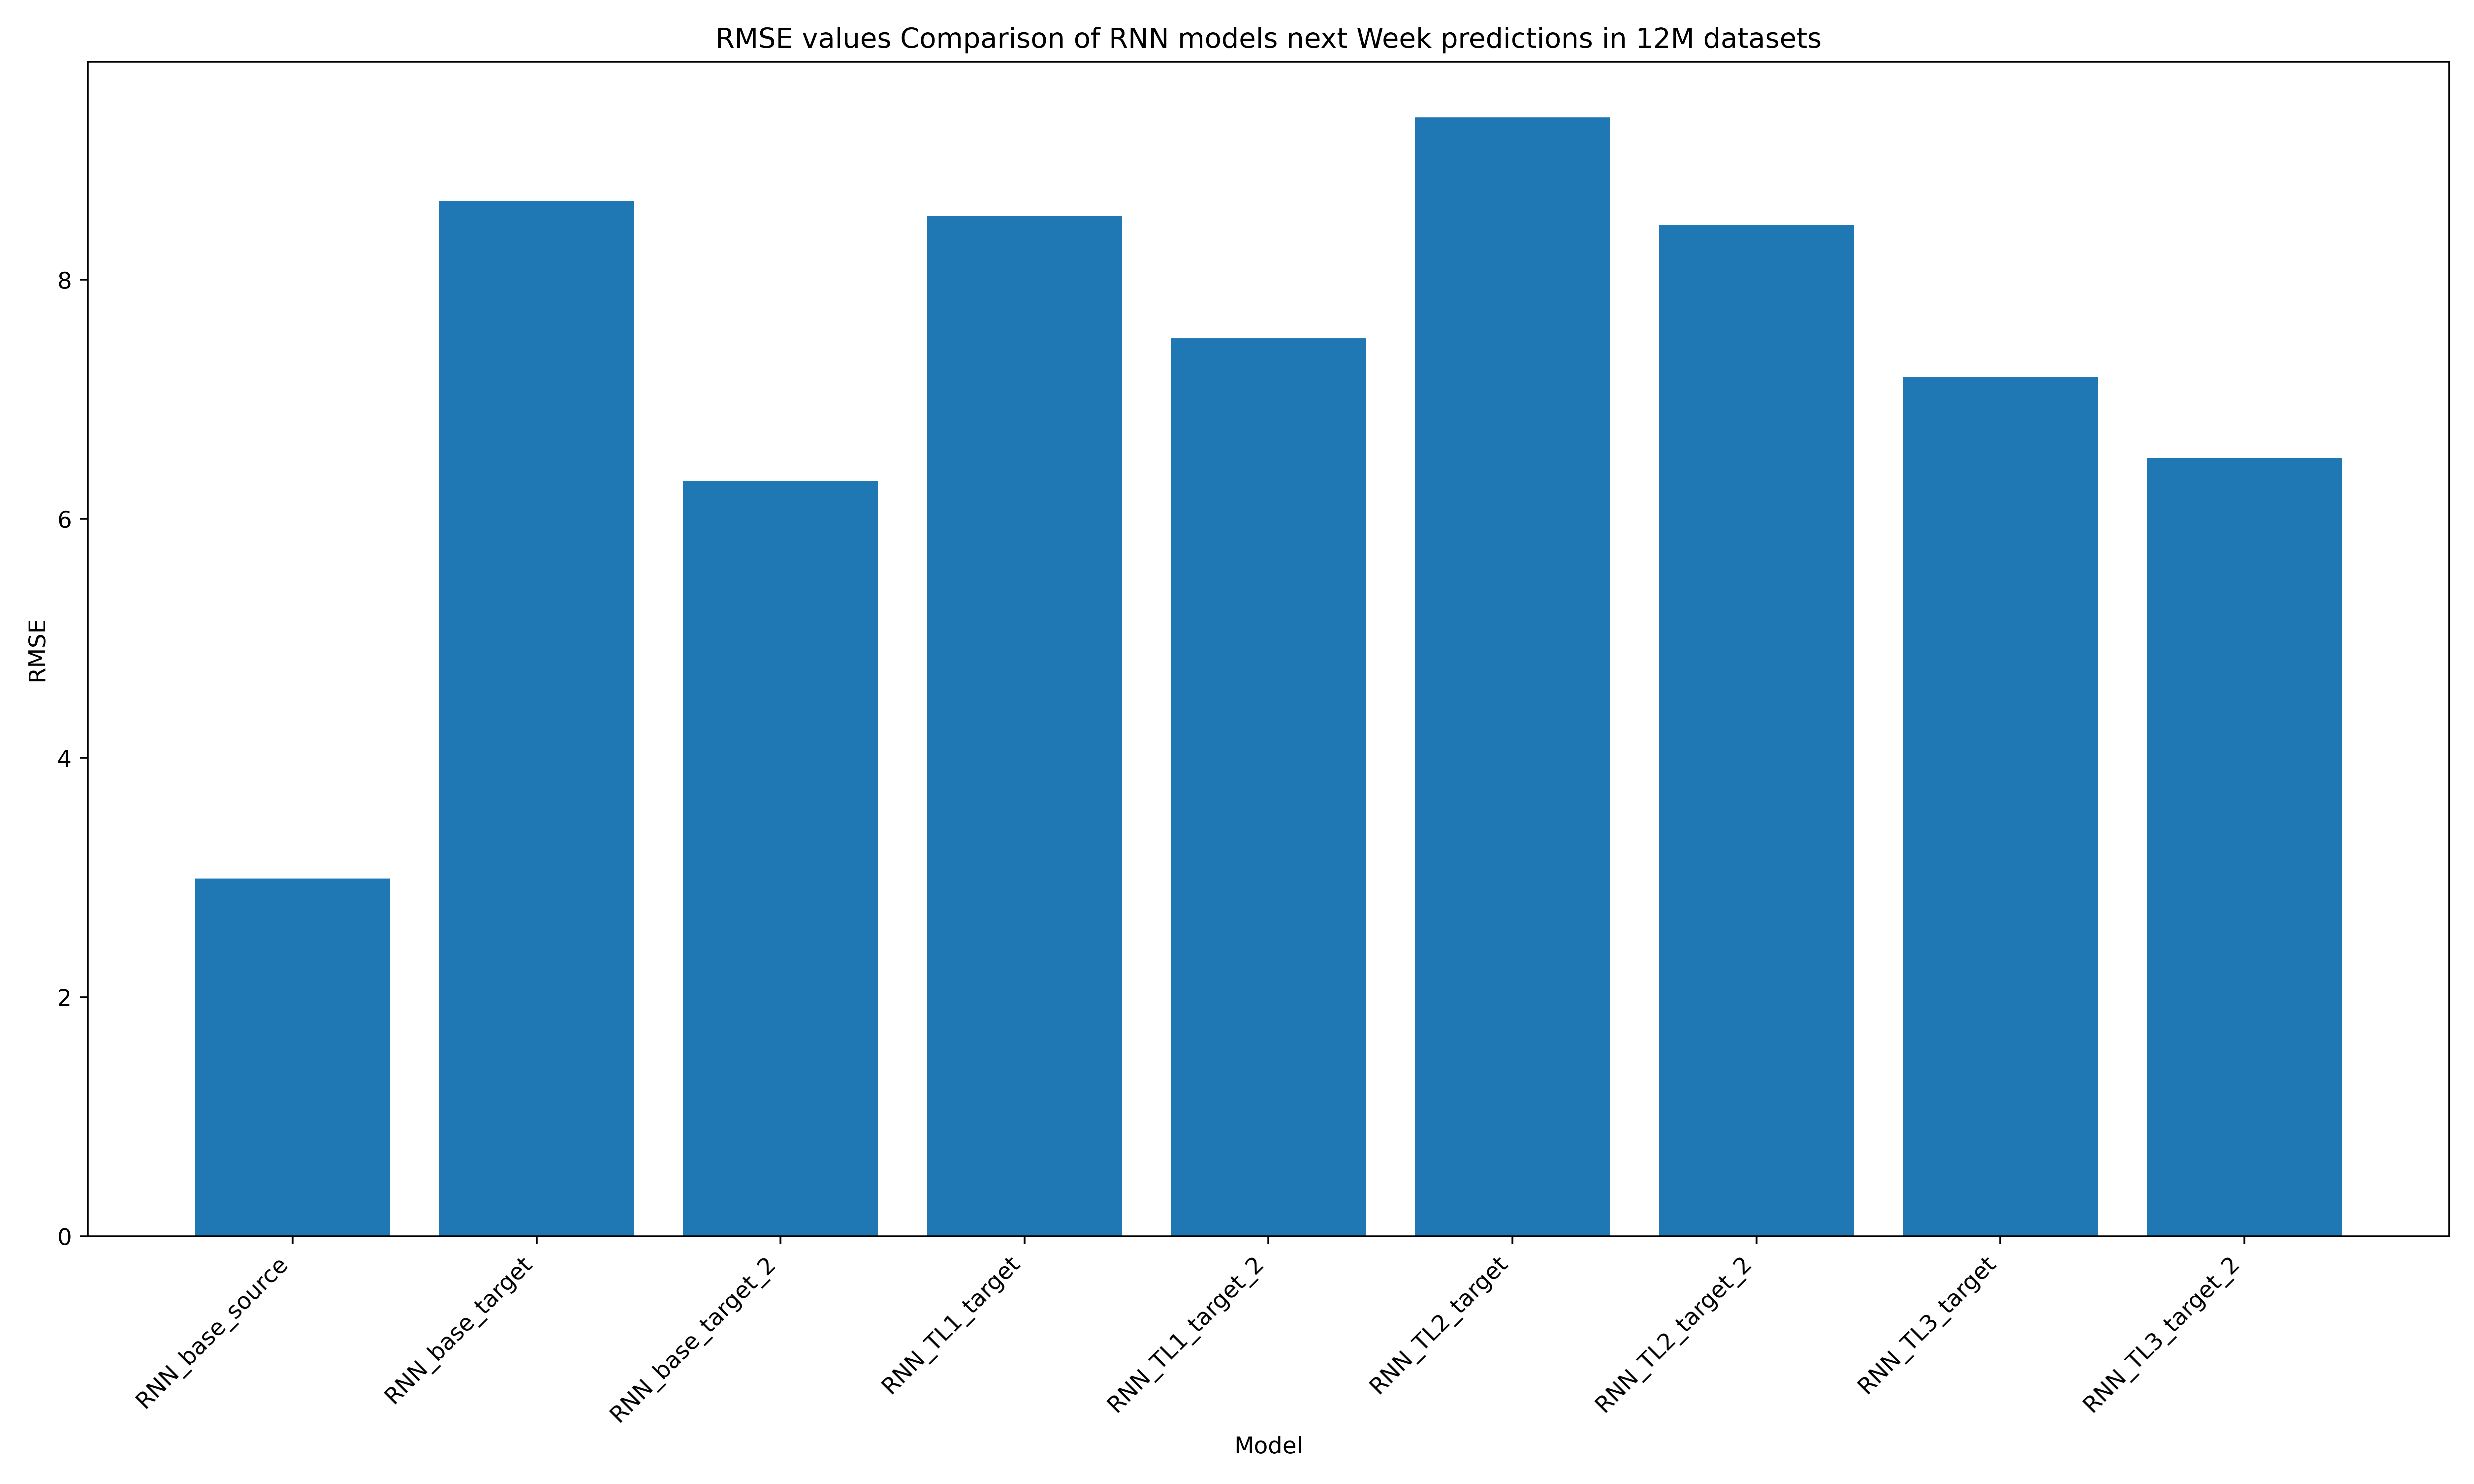 RMSE values Comparison of RNN models next Week predictions in 12M datasets
RMSE
8
6
4
2
0
RNN_base_source
RNN_base_target
RNN_base_target_2
RNN_TL1_target
RNN_TL1_target_2
RNN_TL2_target
RNN_TL2_target_2
RNN_TL3_target
RNN_TL3_target_2
Model